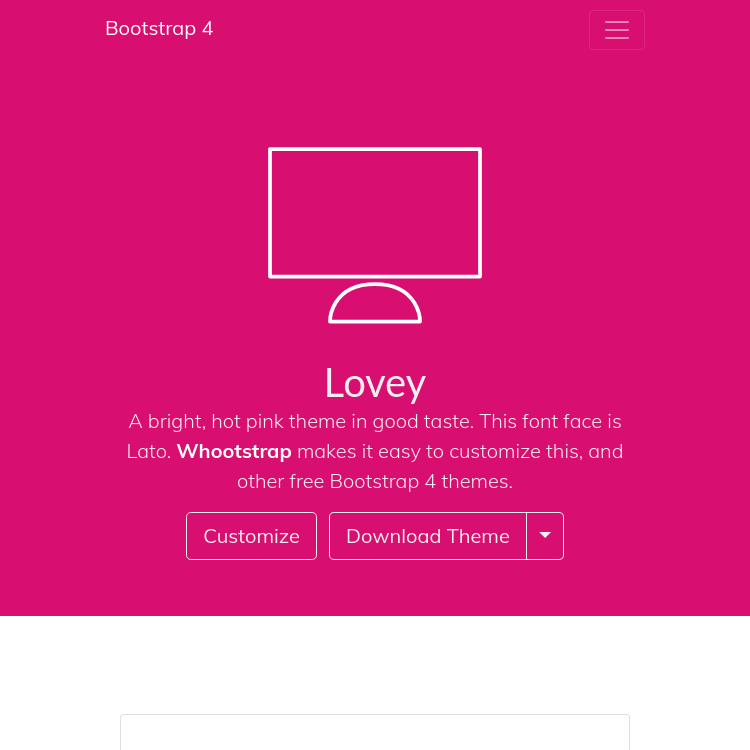 Bootstrap 4
Lovey
A bright, hot pink theme in good taste. This font face is
Lato. Whootstrap makes it easy to customize this, and
other free Bootstrap 4 themes.
Customize
Download Theme